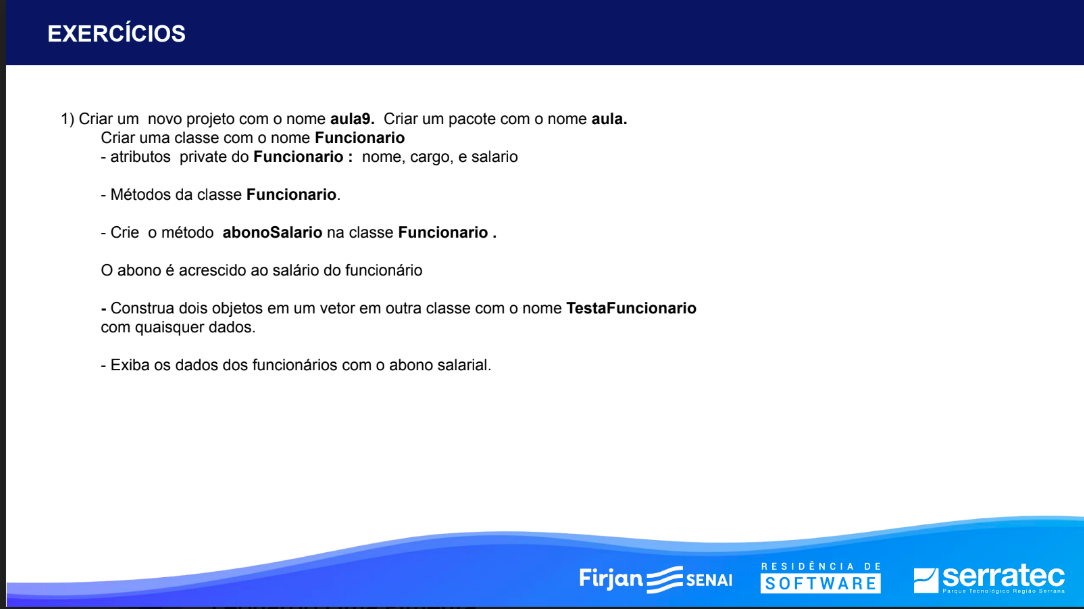 EXERCÍCIOS
1) Criar um novo projeto com o nome aula9. Criar um pacote com o nome aula.
Criar uma classe com o nome Funcionario
- atributos private do Funcionario : nome, cargo, e salario
- Métodos da classe Funcionario.
- Crie o método abonoSalario na classe Funcionario .
O abono é acrescido ao salário do funcionário
- Construa dois objetos em um vetor em outra classe com o nome TestaFuncionario
com quaisquer dados.
- Exiba os dados dos funcionários com o abono salarial.
Firjan SENAI
RESIDÊNCIA DE
SOFTWARE
serratec
Parque Tecnológico Região Serrana